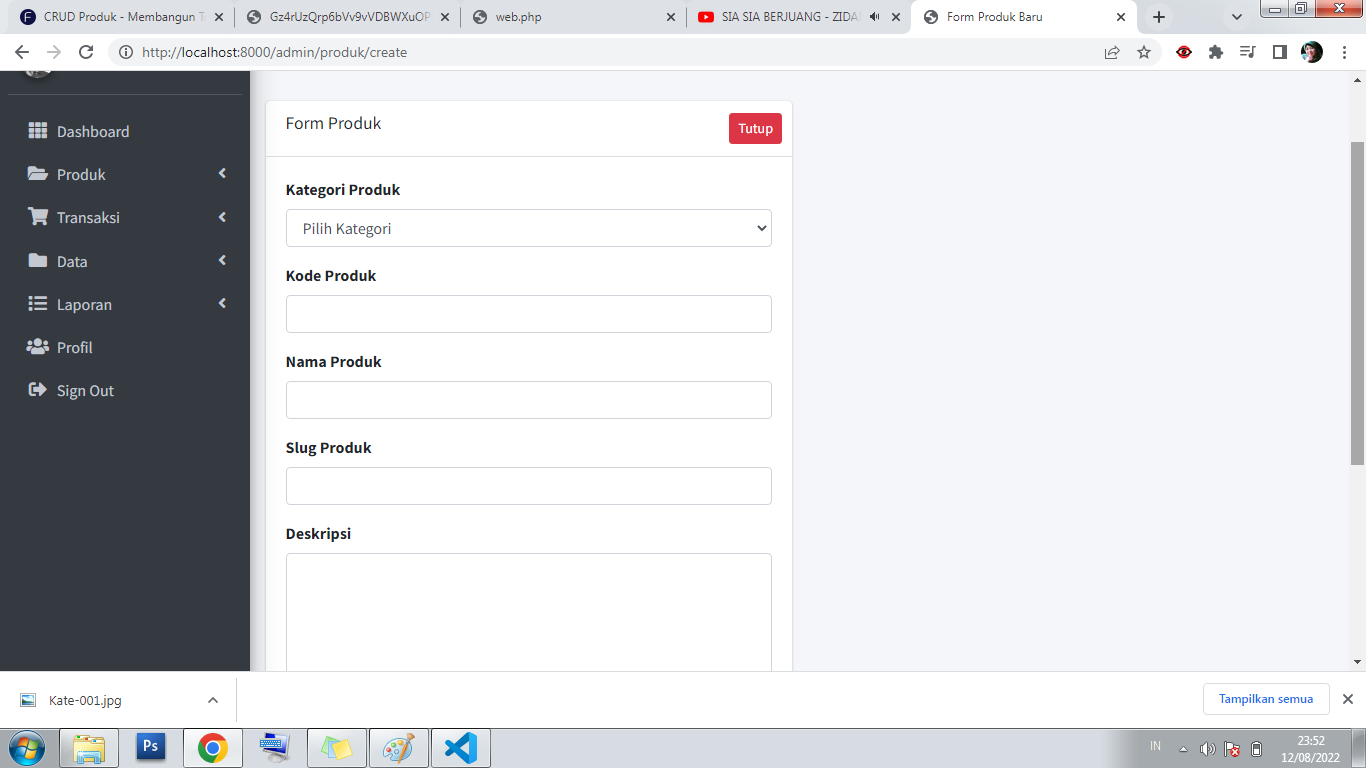 CRUD Produk - Membangun T
Gz4rUzQrp6bVv9vVDBWXuOP
web.php
SIA SIA BERJUANG - ZIDA
Form Produk Baru
http://localhost:8000/admin/produk/create
Dashboard
Produk
Transaksi
Data
Laporan
Profil
Sign Out
Form Produk
Tutup
Kategori Produk
Pilih Kategori
Kode Produk
Nama Produk
Slug Produk
Deskripsi
Kate-001.jpg
Tampilkan semua
Ps
IN
23:52
12/08/2022